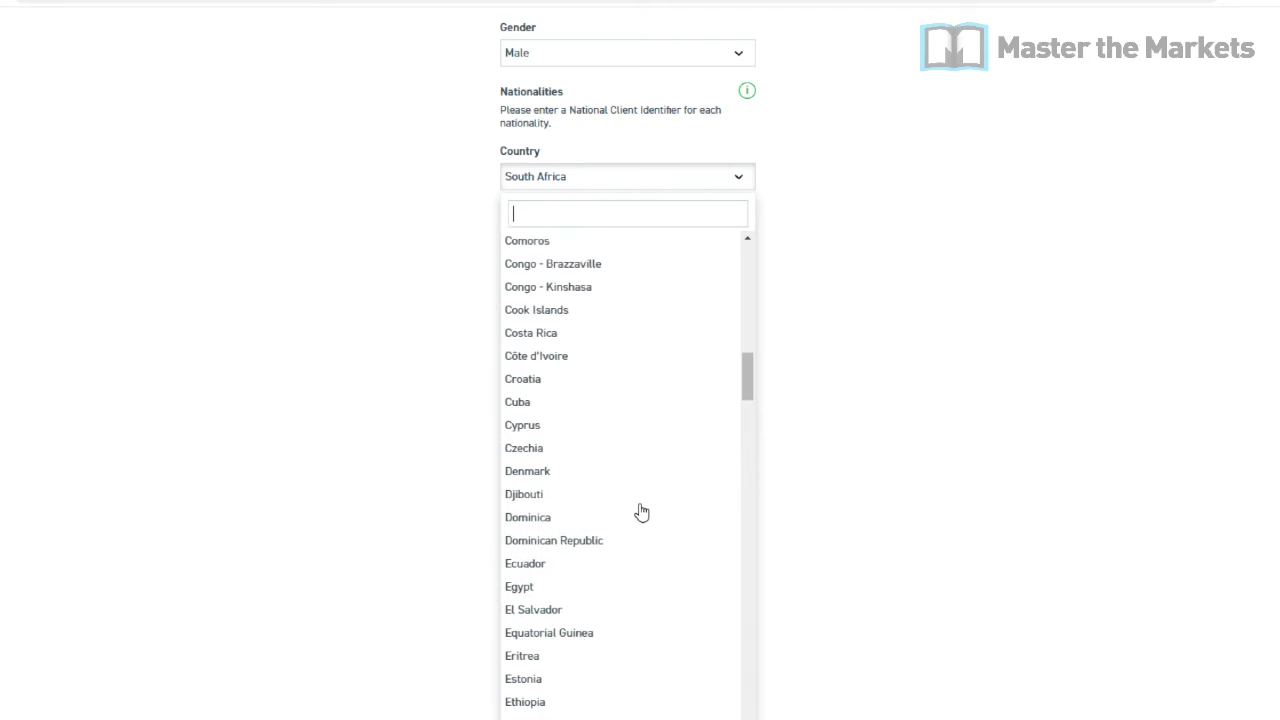 Gender
Master the Markets
Male
Nationalities
Please enter a National Client Identifier for each
nationality.
Country
South Africa
Comoros
Congo - Brazzaville
Congo - Kinshasa
Cook Islands
Costa Rica
Côte d'Ivoire
Croatia
Cuba
Cyprus
Czechia
Denmark
Djibouti
Dominica
Dominican Republic
Ecuador
Egypt
El Salvador
Equatorial Guinea
Eritrea
Estonia
Ethiopia